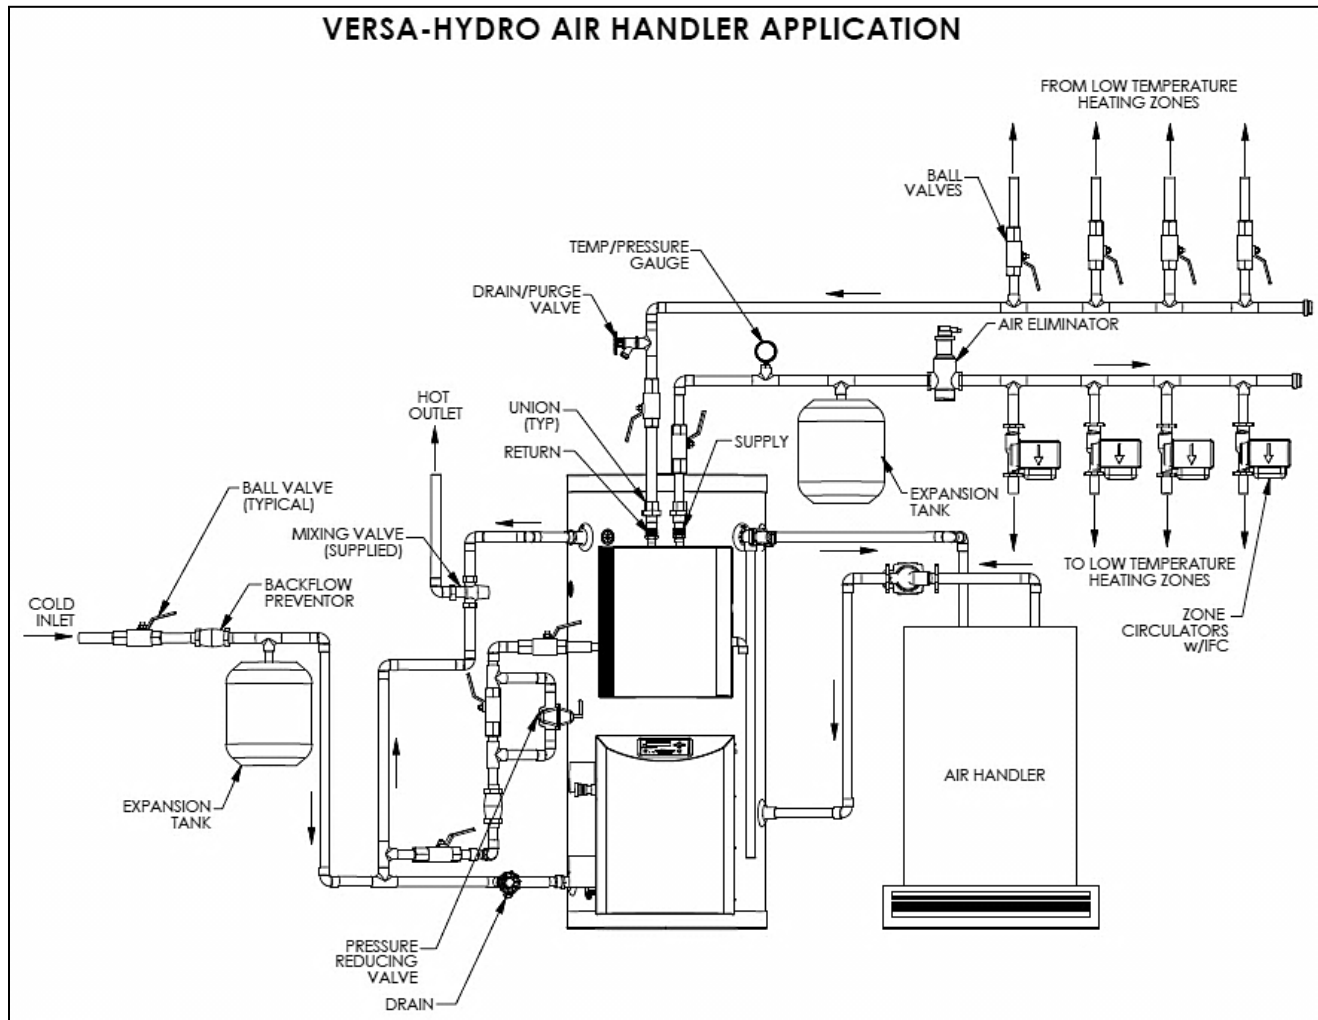 VERSA-HYDRO AIR HANDLER APPLICATION
FROM LOW TEMPERATURE
HEATING ZONES
BALL
VALVES
TEMP/PRESSURE
GAUGE
DRAIN/PURGE
VALVE
AIR ELIMINATOR
HOT
OUTLET
UNION
(TYP)
RETURN
SUPPLY
EXPANSION
TANK
BALL VALVE
(TYPICAL)
MIXING VALVE
(SUPPLIED)
BACKFLOW
PREVENTOR
COLD
INLET
TO LOW TEMPERATURE
HEATING ZONES
ZONE
CIRCULATORS
w/IFC
EXPANSION
TANK
AIR HANDLER
PRESSURE
REDUCING
VALVE
DRAIN